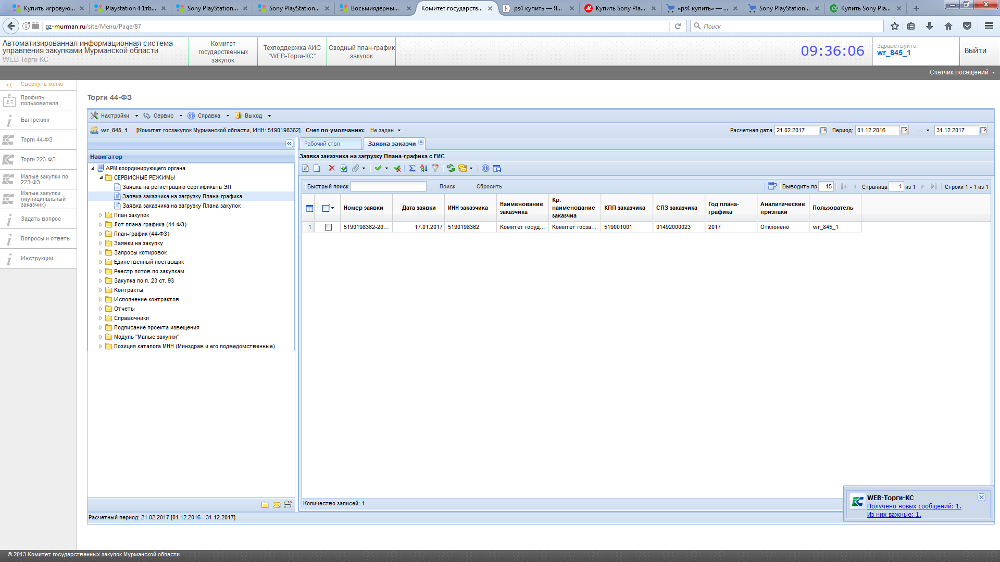 Купить игровую...
Playstation 4 1tb...
Sony PlayStation...
Sony PlayStation...
Восьмиядерны...
Комитет государств...
ps4 купить — Я...
Купить Sony Pla...
«ps4 купить» — ...
Sony PlayStation...
Купить Sony Pla...
gz-murman.ru/site/Menu/Page/87
Поиск
Автоматизированная информационная система
управления закупками Мурманской области
WEB-Торги КС
Комитет
государственных
закупок
Техподдержка АИС
"WEB-Торги-КС"
Сводный план-график
закупок
09:36:06
Здравствуйте,
wr_845_1
Выйти
Счетчик посещений
Свернуть меню
Профиль
пользователя
Багтрекинг
Торги 44-ФЗ
Торги 223-ФЗ
Малые закупки по
223-ФЗ
Малые закупки
(муниципальный
заказчик)
Задать вопрос
Вопросы и ответы
Инструкции
Торги 44-ФЗ
Настройки Сервис Справка Выход
wr_845_1 [Комитет госзакупок Мурманской области, ИНН: 5190198362] Счет по-умолчанию: Не задан
Расчетная дата 21.02.2017 Период: 01.12.2016 ... 31.12.2017
Навигатор
АРМ координирующего органа
СЕРВИСНЫЕ РЕЖИМЫ
Заявка на регистрацию сертификата ЭП
Заявка заказчика на загрузку Плана-графика
Заявка заказчика на загрузку Плана закупок
План закупок
Лот плана-графика (44-ФЗ)
План-график (44-ФЗ)
Заявки на закупку
Запросы котировок
Единственный поставщик
Реестр лотов по закупкам
Закупка по п. 23 ст. 93
Контракты
Исполнение контрактов
Отчеты
Справочники
Подписание проекта извещения
Модуль "Малые закупки"
Позиция каталога МНН (Минздрав и его подведомственные)
Рабочий стол
Заявка заказчи
Заявка заказчика на загрузку Плана-графика с ЕИС
Быстрый поиск Поиск Сбросить
Выводить по 15 Страница 1 из 1 Строки 1 - 1 из 1
Номер заявки
Дата заявки
ИНН заказчика
Наименование
заказчика
Кр.
наименование
заказчиа
КПП заказчика
СПЗ заказчика
Год плана-
графика
Аналитические
признаки
Пользователь
1 5190198362-20... 17.01.2017 5190198362 Комитет госуд... Комитет госза... 519001001 01492000023 2017 Отклонено wr_845_1
Количество записей: 1
WEB-Торги-КС
Получено новых сообщений: 1.
Из них важные: 1.
Расчетный период: 21.02.2017 [01.12.2016 - 31.12.2017]
© 2013 Комитет государственных закупок Мурманской области